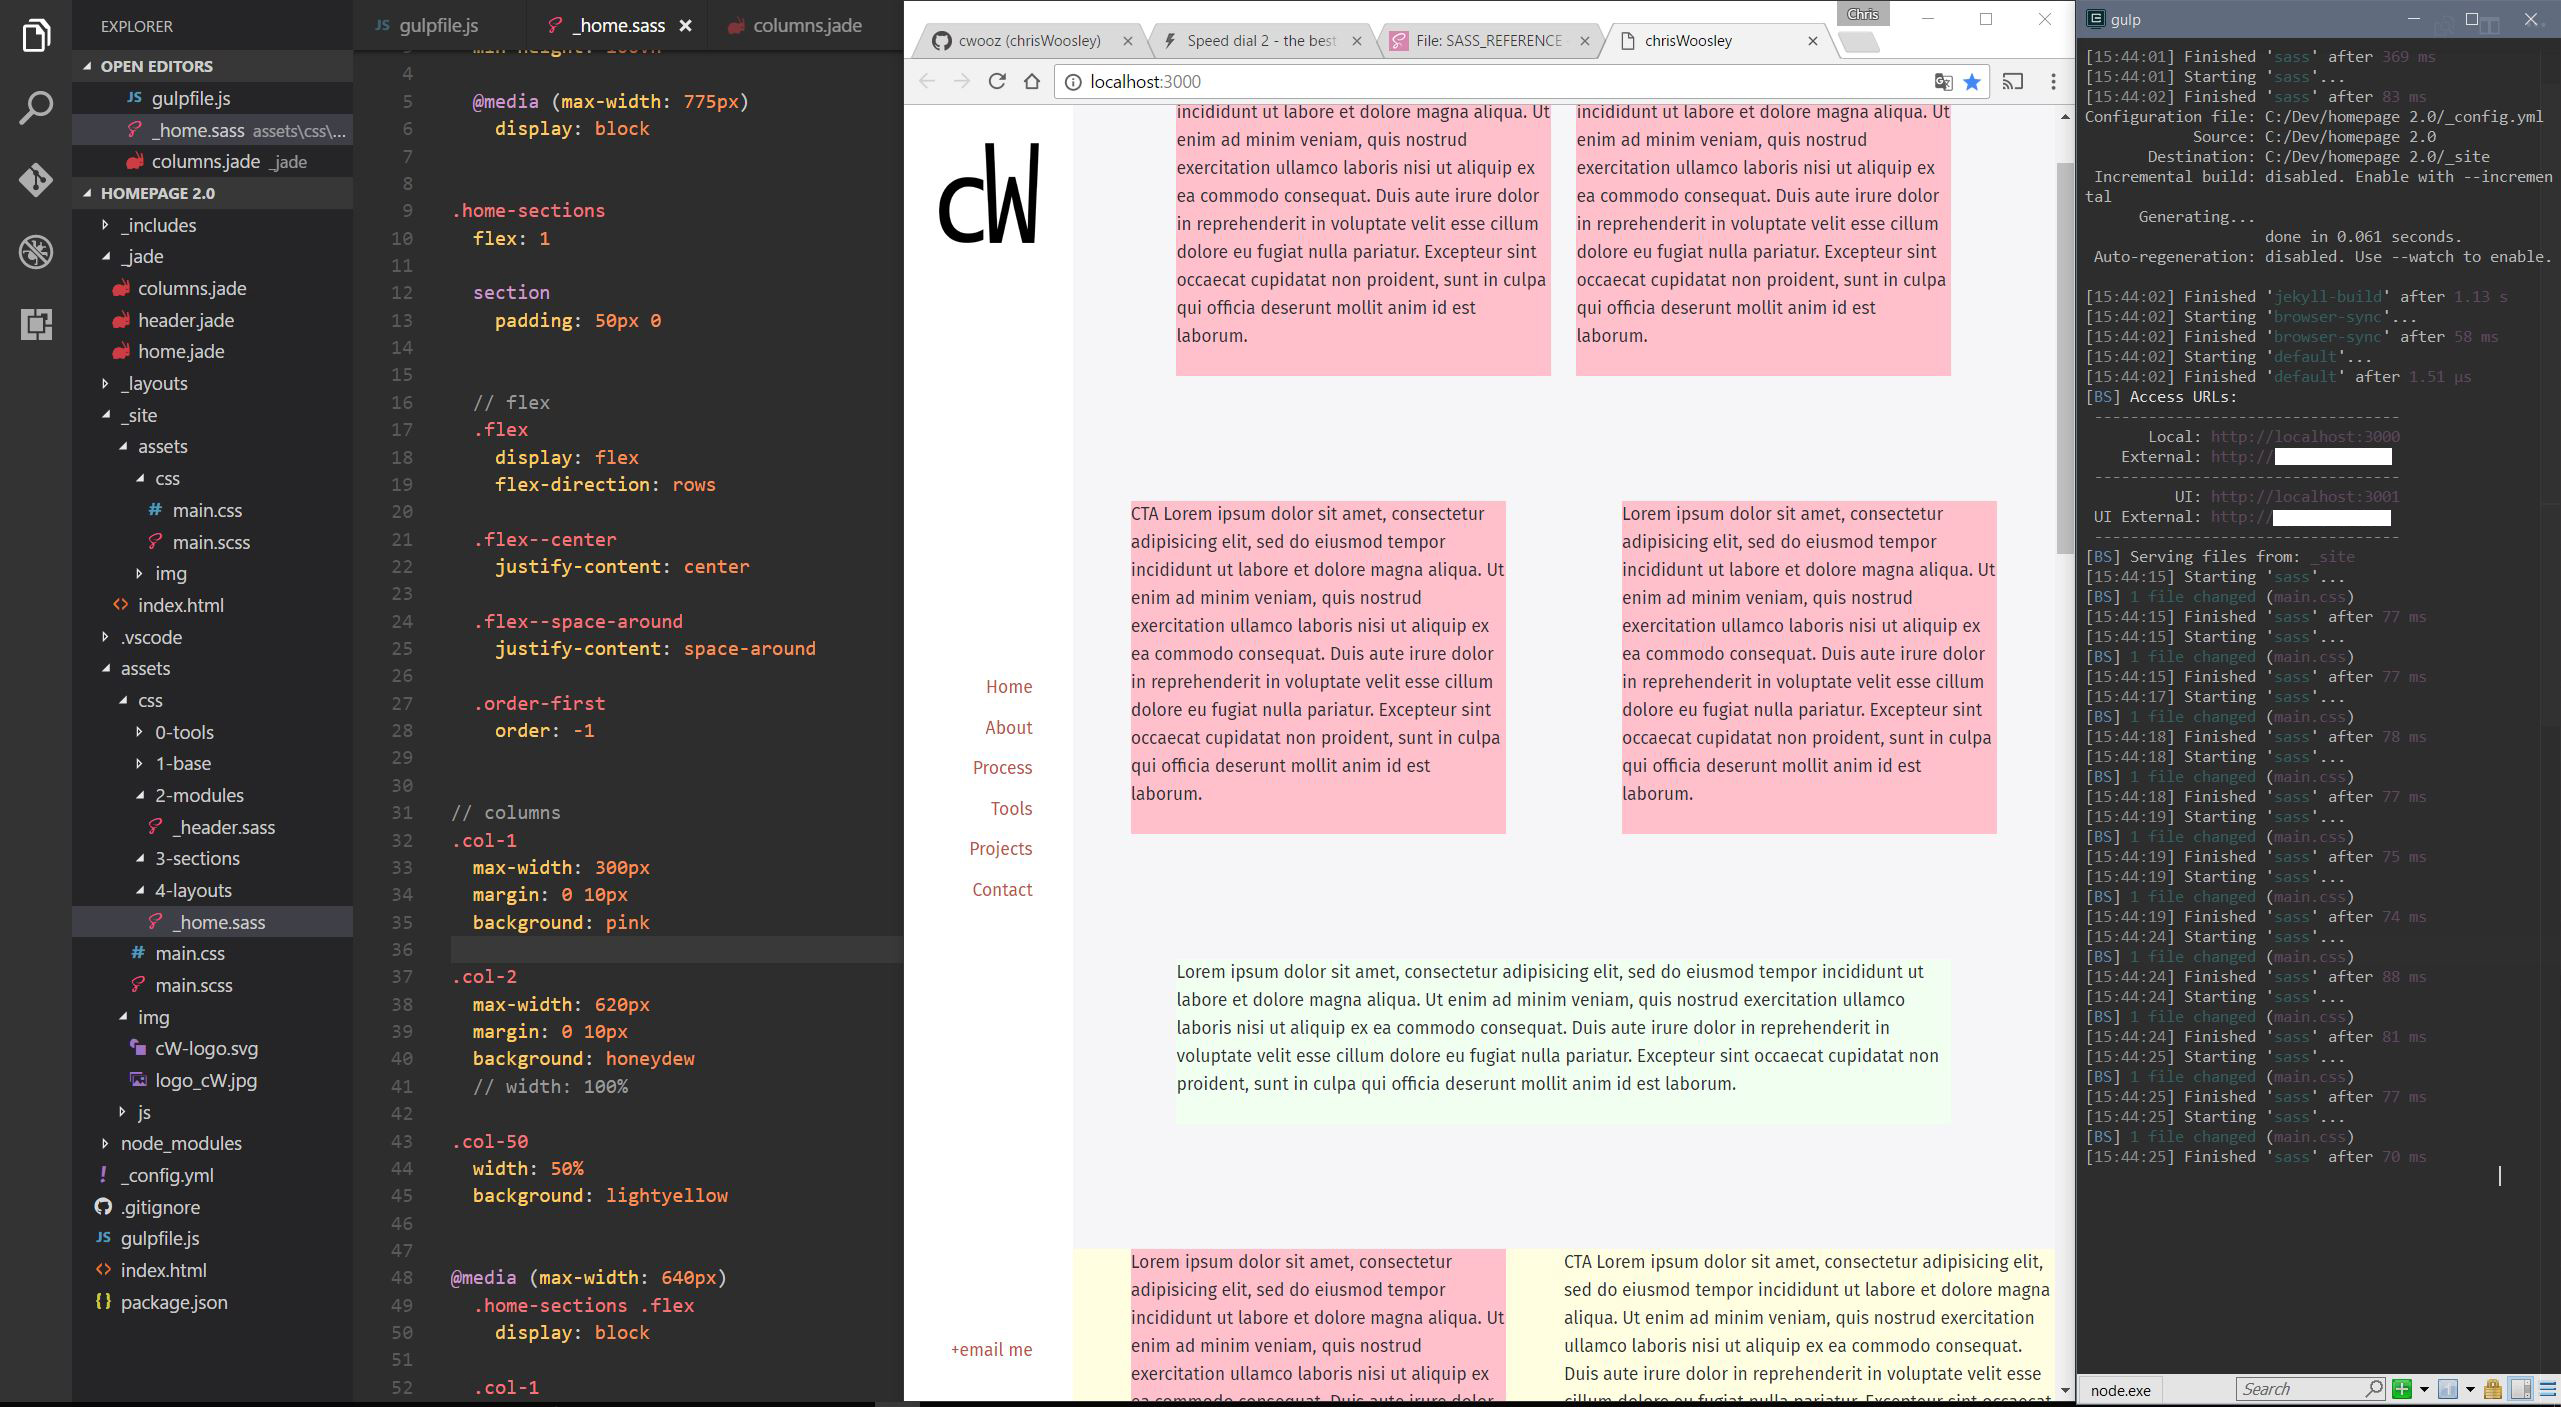 EXPLORER
OPEN EDITORS
JS gulpfile.js
_home.sass assets\css\...
columns.jade _jade
HOMEPAGE 2.0
_includes
_jade
columns.jade
header.jade
home.jade
_layouts
_site
assets
css
# main.css
main.scss
img
<> index.html
.vscode
assets
css
0-tools
1-base
2-modules
_header.sass
3-sections
4-layouts
_home.sass
# main.css
main.scss
img
cW-logo.svg
logo_cW.jpg
js
node_modules
! _config.yml
.gitignore
JS gulpfile.js
<> index.html
{} package.json
JS gulpfile.js
_home.sass
columns.jade
4
5 @media (max-width: 775px)
6 display: block
7
8
9 .home-sections
10 flex: 1
11
12 section
13 padding: 50px 0
14
15
16 // flex
17 .flex
18 display: flex
19 flex-direction: rows
20
21 .flex--center
22 justify-content: center
23
24 .flex--space-around
25 justify-content: space-around
26
27 .order-first
28 order: -1
29
30
31 // columns
32 .col-1
33 max-width: 300px
34 margin: 0 10px
35 background: pink
36
37 .col-2
38 max-width: 620px
39 margin: 0 10px
40 background: honeydew
41 // width: 100%
42
43 .col-50
44 width: 50%
45 background: lightyellow
46
47
48 @media (max-width: 640px)
49 .home-sections .flex
50 display: block
51
52 .col-1
Chris
cwooz (chrisWoosley)
Speed dial 2 - the best
File: SASS_REFERENCE
chrisWoosley
localhost:3000
cW
Home
About
Process
Tools
Projects
Contact
+email me
incididunt ut labore et dolore magna aliqua. Ut
enim ad minim veniam, quis nostrud
exercitation ullamco laboris nisi ut aliquip ex
ea commodo consequat. Duis aute irure dolor
in reprehenderit in voluptate velit esse cillum
dolore eu fugiat nulla pariatur. Excepteur sint
occaecat cupidatat non proident, sunt in culpa
qui officia deserunt mollit anim id est
laborum.
incididunt ut labore et dolore magna aliqua. Ut
enim ad minim veniam, quis nostrud
exercitation ullamco laboris nisi ut aliquip ex
ea commodo consequat. Duis aute irure dolor
in reprehenderit in voluptate velit esse cillum
dolore eu fugiat nulla pariatur. Excepteur sint
occaecat cupidatat non proident, sunt in culpa
qui officia deserunt mollit anim id est
laborum.
CTA Lorem ipsum dolor sit amet, consectetur
adipisicing elit, sed do eiusmod tempor
incididunt ut labore et dolore magna aliqua. Ut
enim ad minim veniam, quis nostrud
exercitation ullamco laboris nisi ut aliquip ex
ea commodo consequat. Duis aute irure dolor
in reprehenderit in voluptate velit esse cillum
dolore eu fugiat nulla pariatur. Excepteur sint
occaecat cupidatat non proident, sunt in culpa
qui officia deserunt mollit anim id est
laborum.
Lorem ipsum dolor sit amet, consectetur
adipisicing elit, sed do eiusmod tempor
incididunt ut labore et dolore magna aliqua. Ut
enim ad minim veniam, quis nostrud
exercitation ullamco laboris nisi ut aliquip ex
ea commodo consequat. Duis aute irure dolor
in reprehenderit in voluptate velit esse cillum
dolore eu fugiat nulla pariatur. Excepteur sint
occaecat cupidatat non proident, sunt in culpa
qui officia deserunt mollit anim id est
laborum.
Lorem ipsum dolor sit amet, consectetur adipisicing elit, sed do eiusmod tempor incididunt ut
labore et dolore magna aliqua. Ut enim ad minim veniam, quis nostrud exercitation ullamco
laboris nisi ut aliquip ex ea commodo consequat. Duis aute irure dolor in reprehenderit in
voluptate velit esse cillum dolore eu fugiat nulla pariatur. Excepteur sint occaecat cupidatat non
proident, sunt in culpa qui officia deserunt mollit anim id est laborum.
Lorem ipsum dolor sit amet, consectetur
adipisicing elit, sed do eiusmod tempor
incididunt ut labore et dolore magna aliqua. Ut
enim ad minim veniam, quis nostrud
exercitation ullamco laboris nisi ut aliquip ex
CTA Lorem ipsum dolor sit amet, consectetur adipisicing elit,
sed do eiusmod tempor incididunt ut labore et dolore magna
aliqua. Ut enim ad minim veniam, quis nostrud exercitation
ullamco laboris nisi ut aliquip ex ea commodo consequat.
Duis aute irure dolor in reprehenderit in voluptate velit esse
gulp
[15:44:01] Finished 'sass' after 369 ms
[15:44:01] Starting 'sass'...
[15:44:02] Finished 'sass' after 83 ms
Configuration file: C:/Dev/homepage 2.0/_config.yml
Source: C:/Dev/homepage 2.0
Destination: C:/Dev/homepage 2.0/_site
Incremental build: disabled. Enable with --incremen
tal
Generating...
done in 0.061 seconds.
Auto-regeneration: disabled. Use --watch to enable.
[15:44:02] Finished 'jekyll-build' after 1.13 s
[15:44:02] Starting 'browser-sync'...
[15:44:02] Finished 'browser-sync' after 58 ms
[15:44:02] Starting 'default'...
[15:44:02] Finished 'default' after 1.51 μs
[BS] Access URLs:
----------------------------------
Local: http://localhost:3000
External: http://
----------------------------------
UI: http://localhost:3001
UI External: http://
----------------------------------
[BS] Serving files from: _site
[15:44:15] Starting 'sass'...
[BS] 1 file changed (main.css)
[15:44:15] Finished 'sass' after 77 ms
[15:44:15] Starting 'sass'...
[BS] 1 file changed (main.css)
[15:44:15] Finished 'sass' after 77 ms
[15:44:17] Starting 'sass'...
[BS] 1 file changed (main.css)
[15:44:18] Finished 'sass' after 78 ms
[15:44:18] Starting 'sass'...
[BS] 1 file changed (main.css)
[15:44:18] Finished 'sass' after 77 ms
[15:44:19] Starting 'sass'...
[BS] 1 file changed (main.css)
[15:44:19] Finished 'sass' after 75 ms
[15:44:19] Starting 'sass'...
[BS] 1 file changed (main.css)
[15:44:19] Finished 'sass' after 74 ms
[15:44:24] Starting 'sass'...
[BS] 1 file changed (main.css)
[15:44:24] Finished 'sass' after 88 ms
[15:44:24] Starting 'sass'...
[BS] 1 file changed (main.css)
[15:44:24] Finished 'sass' after 81 ms
[15:44:25] Starting 'sass'...
[BS] 1 file changed (main.css)
[15:44:25] Finished 'sass' after 77 ms
[15:44:25] Starting 'sass'...
[BS] 1 file changed (main.css)
[15:44:25] Finished 'sass' after 70 ms
node.exe
Search